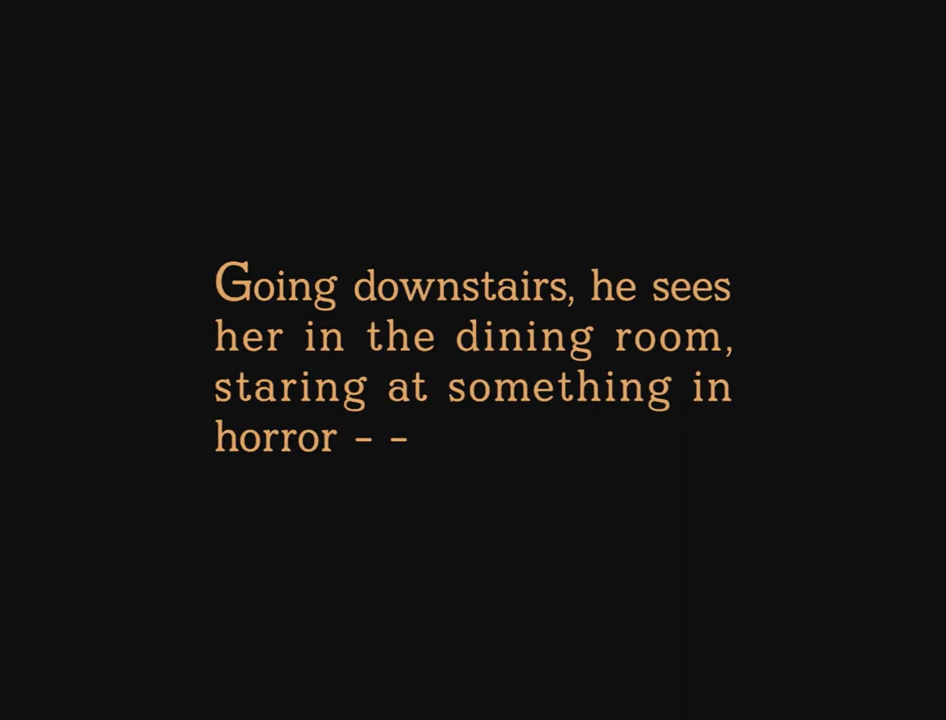 Going downstairs, he sees
her in the dining room,
staring at something in
horror - -